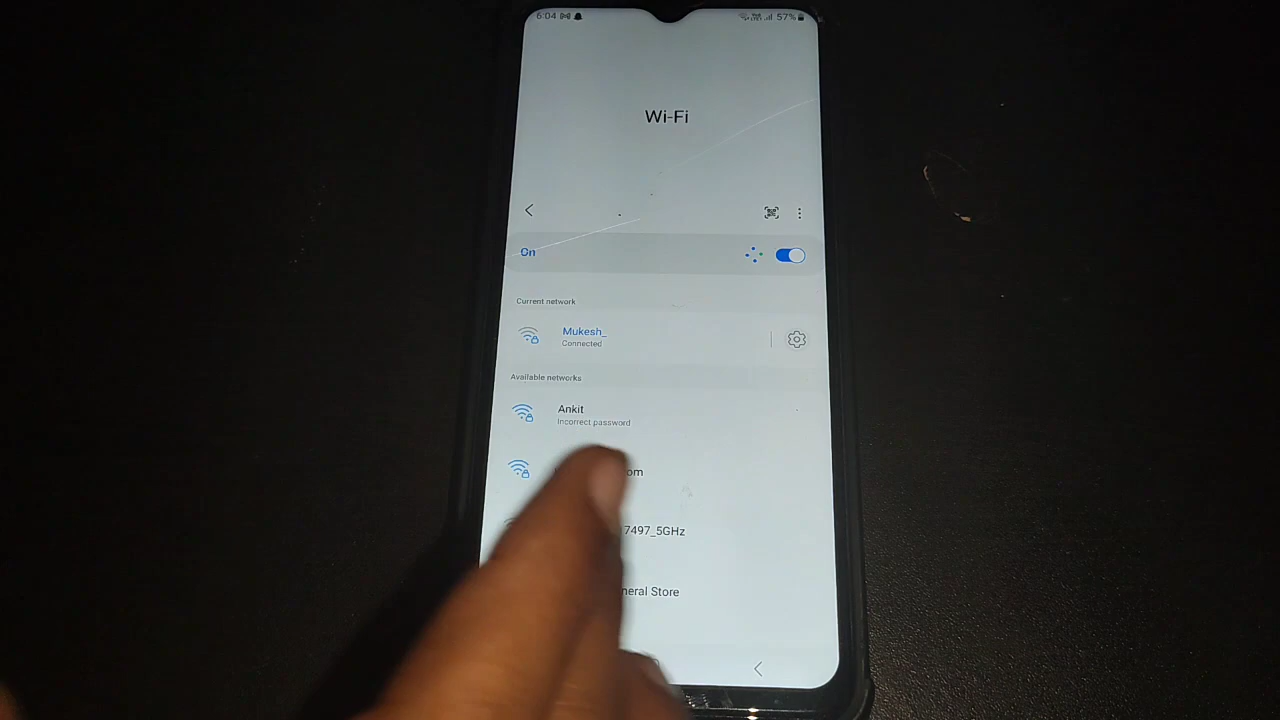 6:04
57%
Wi-Fi
On
Current network
Mukesh_
Connected
Available networks
Ankit
Incorrect password
om
7497_5GHz
neral Store